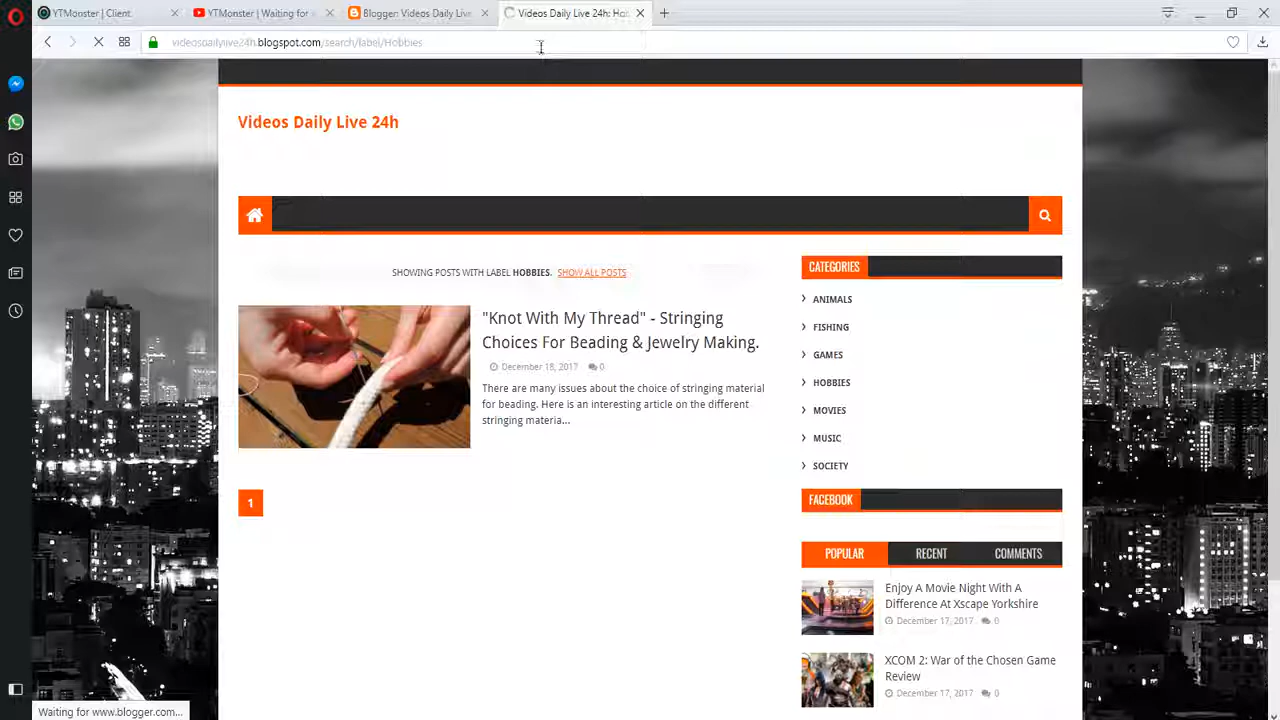 YTMonster | Client.
YTMonster | Waiting for
Blogger: Videos Daily Live
Videos Daily Live 24h: Ho
videosdailylive24h.blogspot.com/search/label/Hobbies
Videos Daily Live 24h
SHOWING POSTS WITH LABEL HOBBIES. SHOW ALL POSTS
"Knot With My Thread" - Stringing
Choices For Beading & Jewelry Making.
December 18, 2017 0
There are many issues about the choice of stringing material
for beading. Here is an interesting article on the different
stringing materia...
1
CATEGORIES
ANIMALS
FISHING
GAMES
HOBBIES
MOVIES
MUSIC
SOCIETY
FACEBOOK
POPULAR RECENT COMMENTS
Enjoy A Movie Night With A
Difference At Xscape Yorkshire
December 17, 2017 0
XCOM 2: War of the Chosen Game
Review
December 17, 2017 0
Waiting for www.blogger.com...